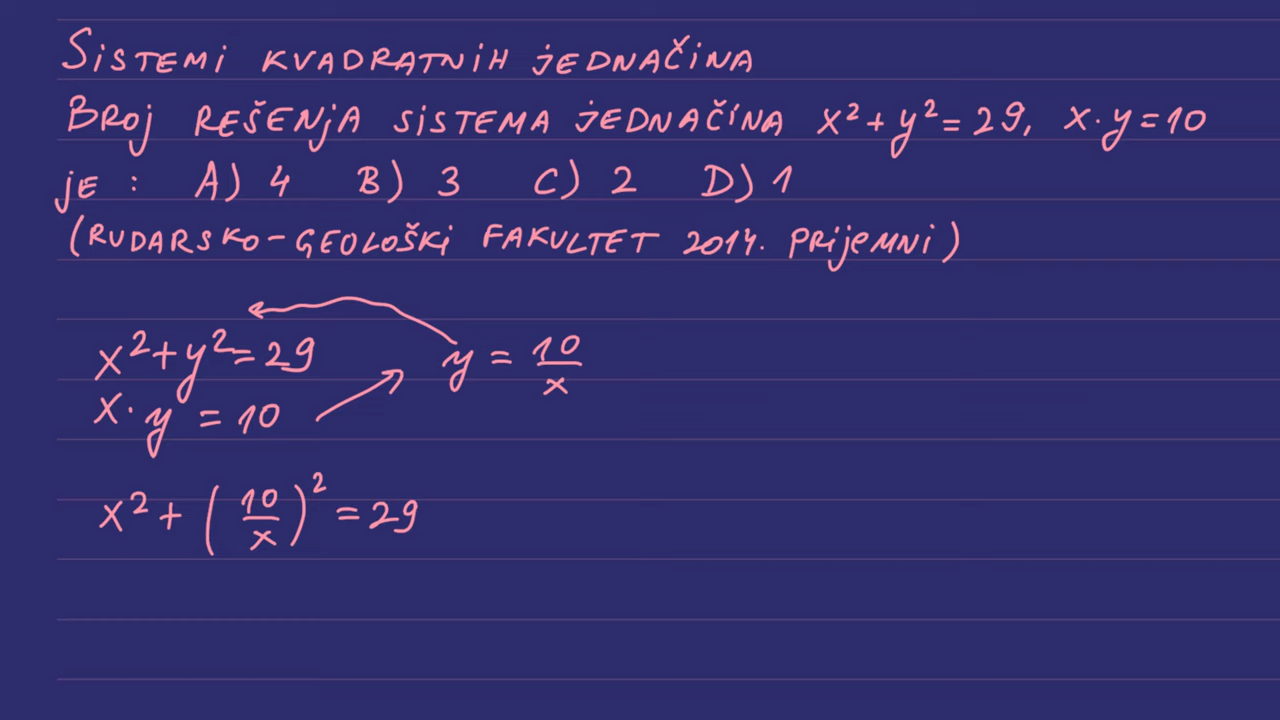 SiSTEMi KVADRATNiH jEDNAČiNA
BROj REŠENjA SiSTEMA jEDNAČiNA x²+y²=29, x·y=10
jE : A) 4 B) 3 C) 2 D) 1
(RUDARSKO-GEOLOŠKi FAKULTET 2014. PRijEMNi)
x²+y²=29 y = 10/x
x·y = 10
x² + (10/x)² = 29